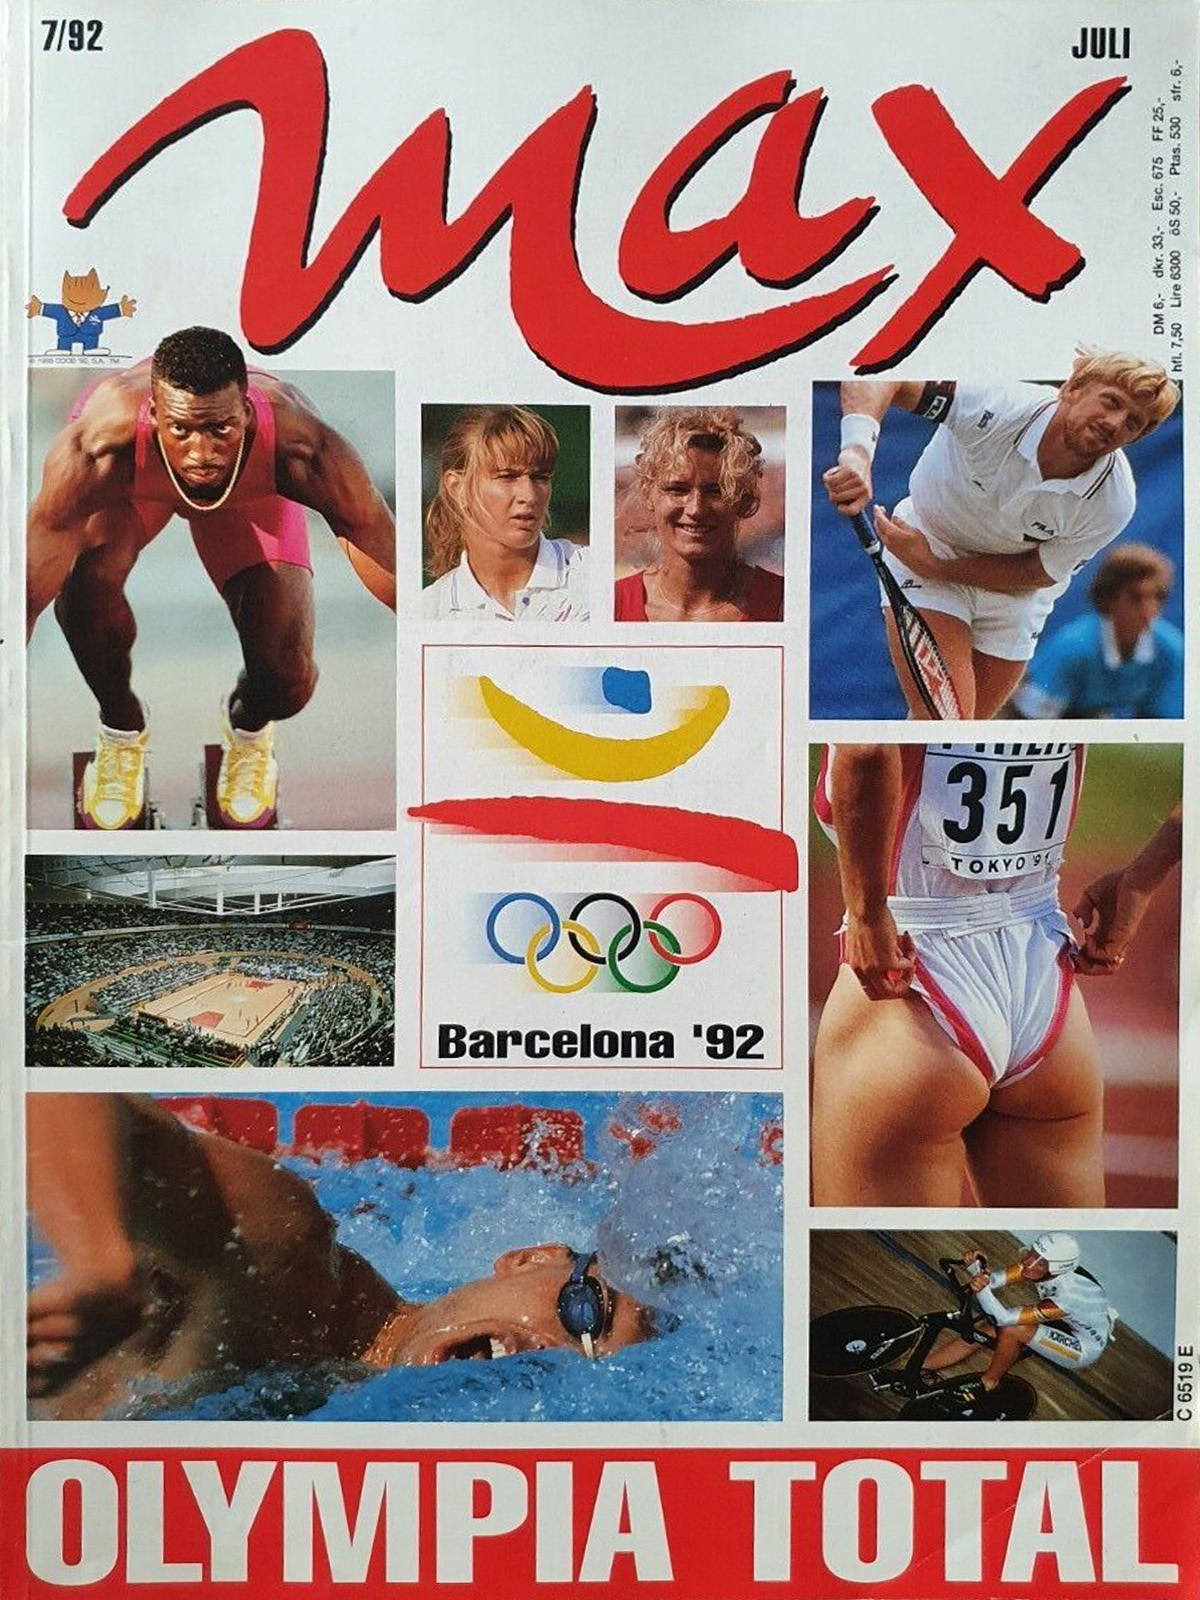 7/92
JULI
max
DM 6,- dkr. 33,- Esc. 675 FF 25,-
hfl. 7,50 Lire 6300 öS 50,- Ptas. 530 sfr. 6,-
FILA
351
TOKYO '91
Barcelona '92
C 6519 E
OLYMPIA TOTAL